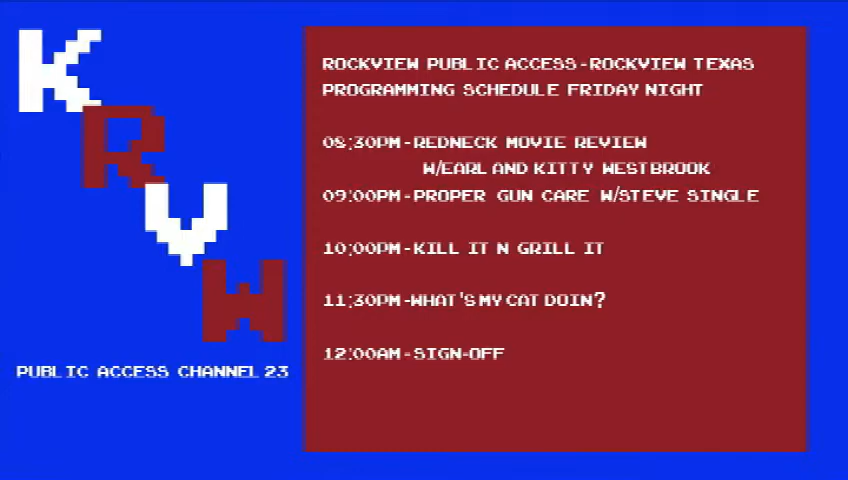 KRVW
PUBLIC ACCESS CHANNEL 23
ROCKVIEW PUBLIC ACCESS-ROCKVIEW TEXAS
PROGRAMMING SCHEDULE FRIDAY NIGHT
08:30PM-REDNECK MOVIE REVIEW
W/EARL AND KITTY WESTBROOK
09:00PM-PROPER GUN CARE W/STEVE SINGLE
10:00PM-KILL IT N GRILL IT
11:30PM-WHAT'S MY CAT DOIN?
12:00AM-SIGN-OFF